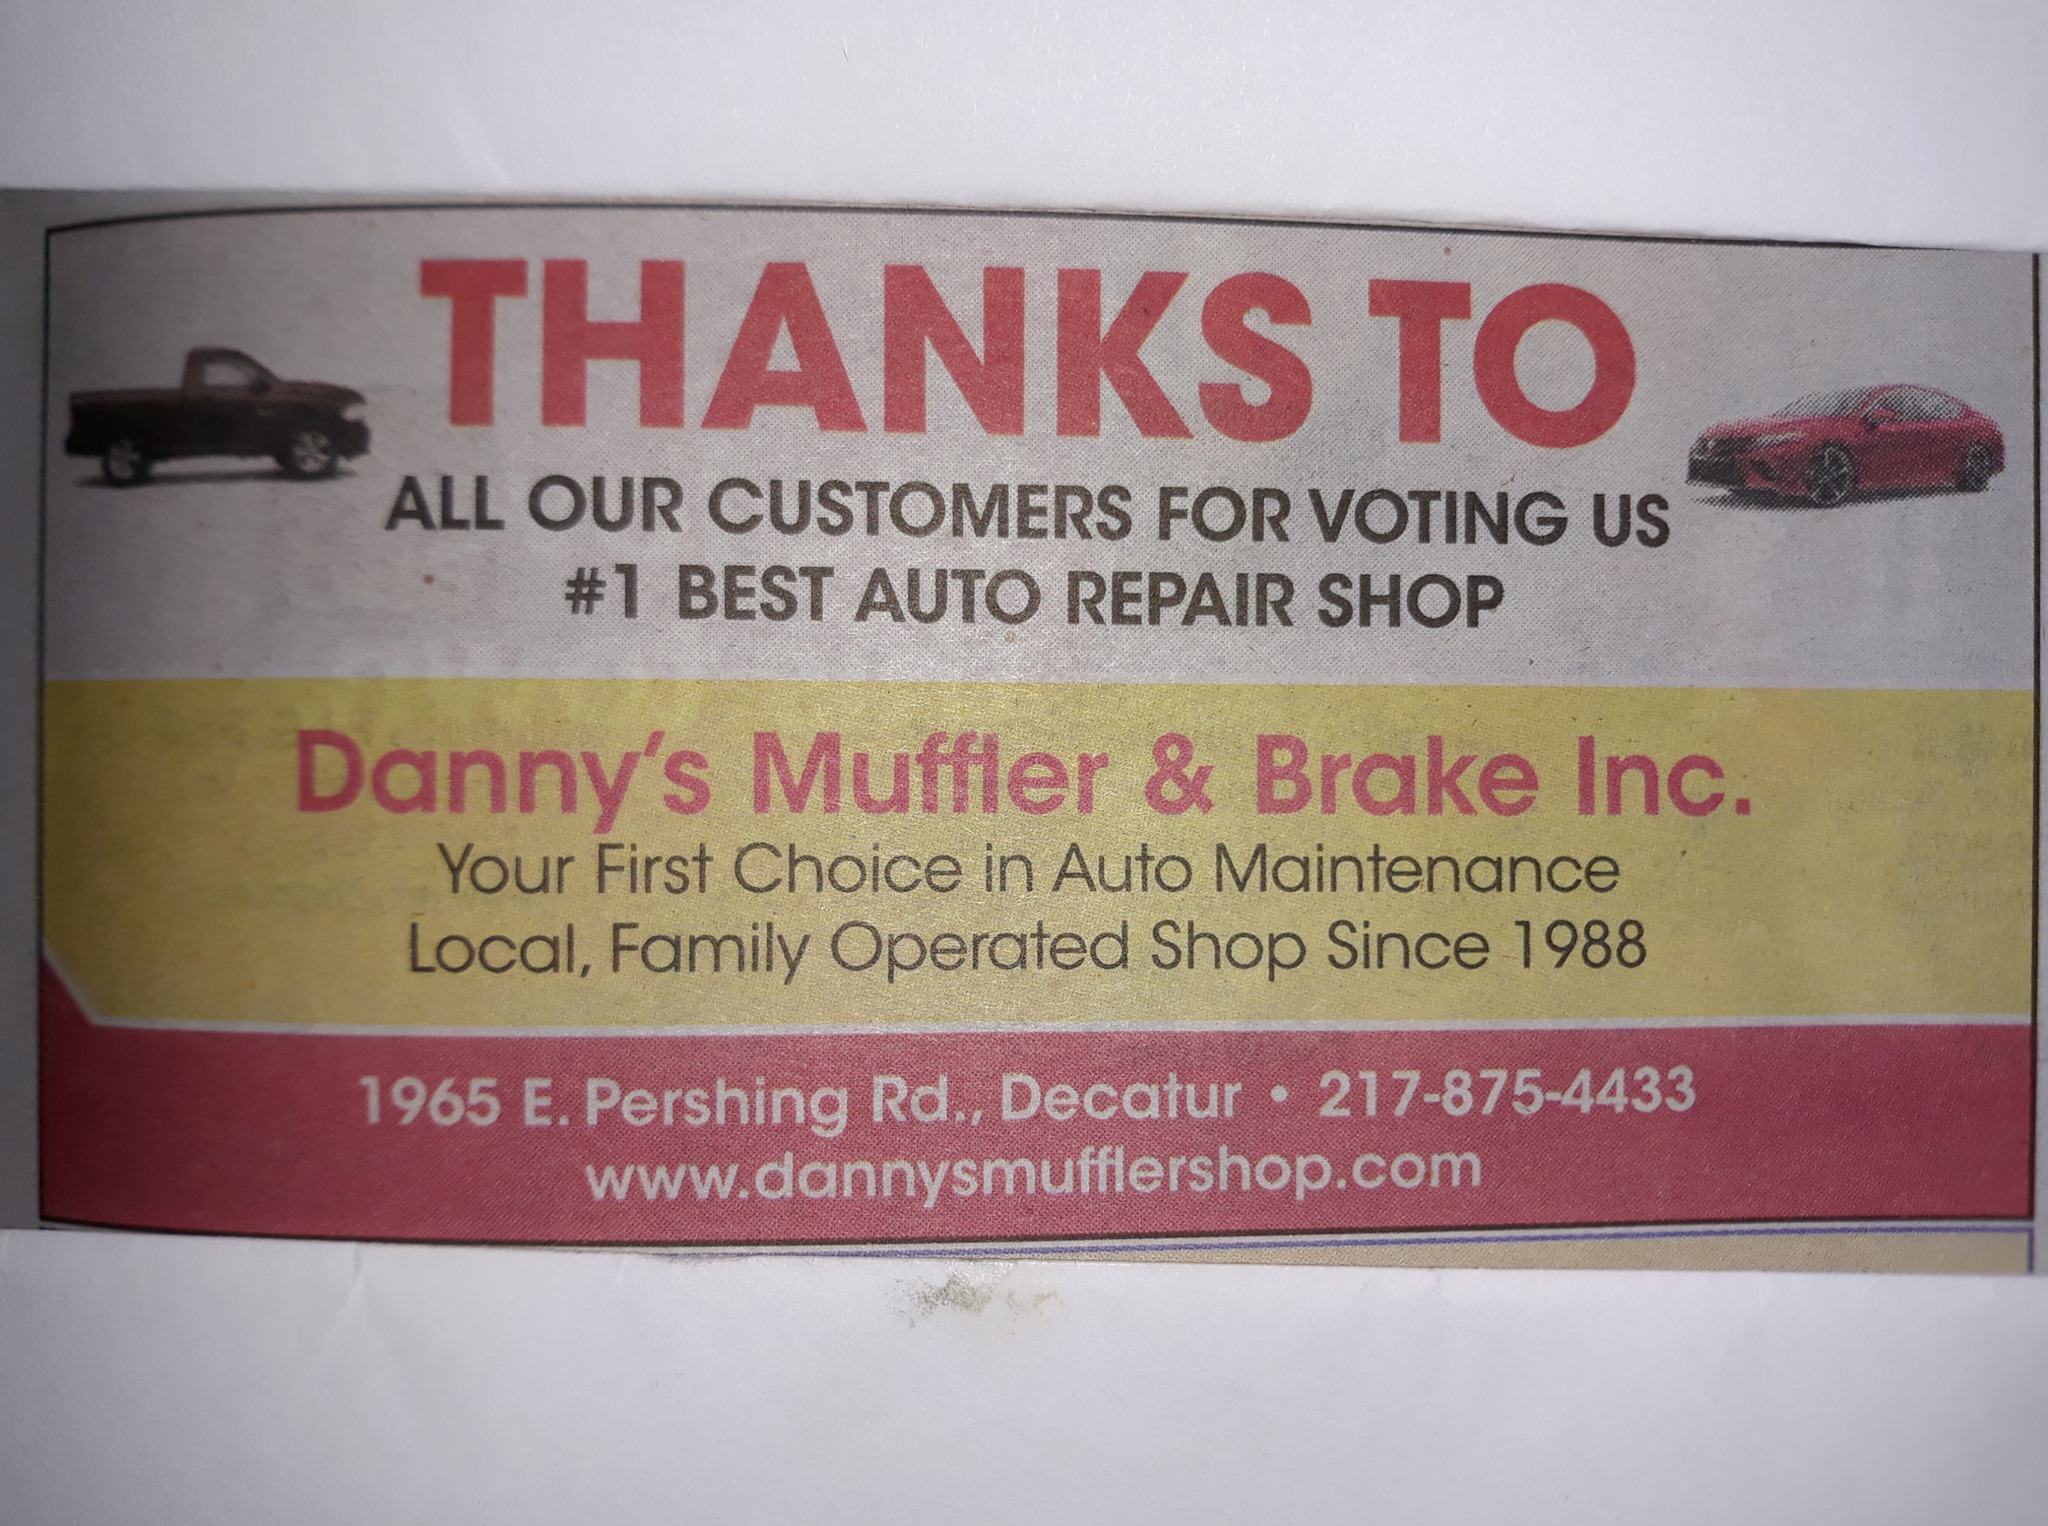 THANKS TO
ALL OUR CUSTOMERS FOR VOTING US
#1 BEST AUTO REPAIR SHOP
Danny's Muffler & Brake Inc.
Your First Choice in Auto Maintenance
Local, Family Operated Shop Since 1988
1965 E. Pershing Rd., Decatur • 217-875-4433
www.dannysmufflershop.com